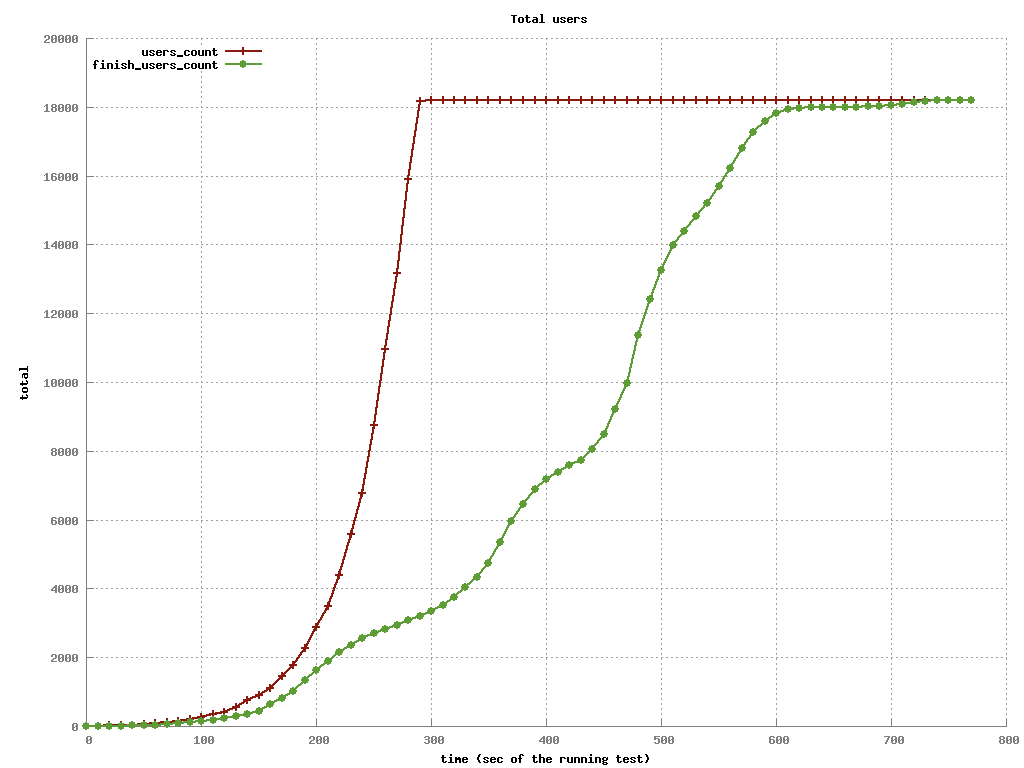 Total users
users_count
finish_users_count
20000
18000
16000
14000
12000
10000
8000
6000
4000
2000
0
total
0 100 200 300 400 500 600 700 800
time (sec of the running test)